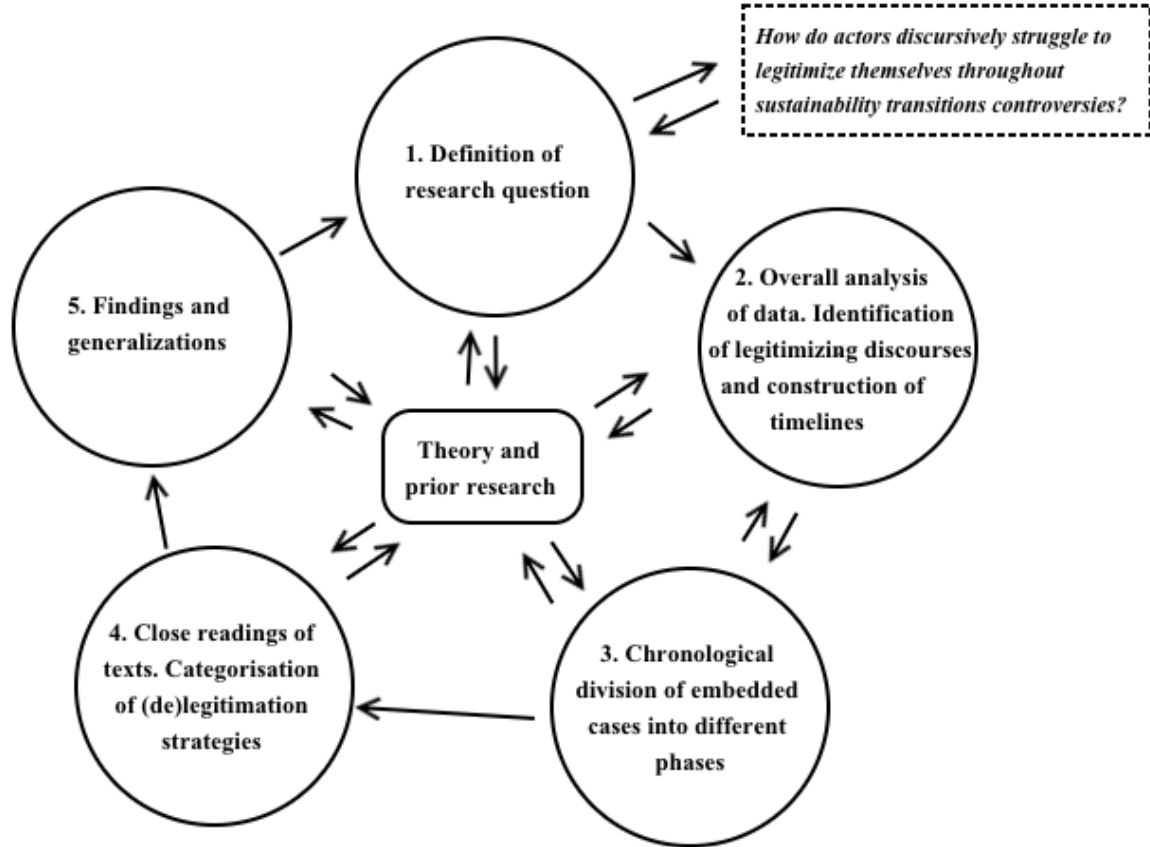 How do actors discursively struggle to
legitimize themselves throughout
sustainability transitions controversies?
1. Definition of
research question
2. Overall analysis
of data. Identification
of legitimizing discourses
and construction of
timelines
3. Chronological
division of embedded
cases into different
phases
4. Close readings of
texts. Categorisation
of (de)legitimation
strategies
5. Findings and
generalizations
Theory and
prior research